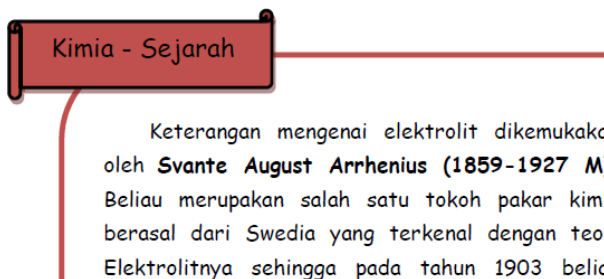 Kimia - Sejarah
Keterangan mengenai elektrolit dikemukaka
oleh Svante August Arrhenius (1859-1927 M
Beliau merupakan salah satu tokoh pakar kim
berasal dari Swedia yang terkenal dengan teo
Elektrolitnya sehingga pada tahun 1903 belia